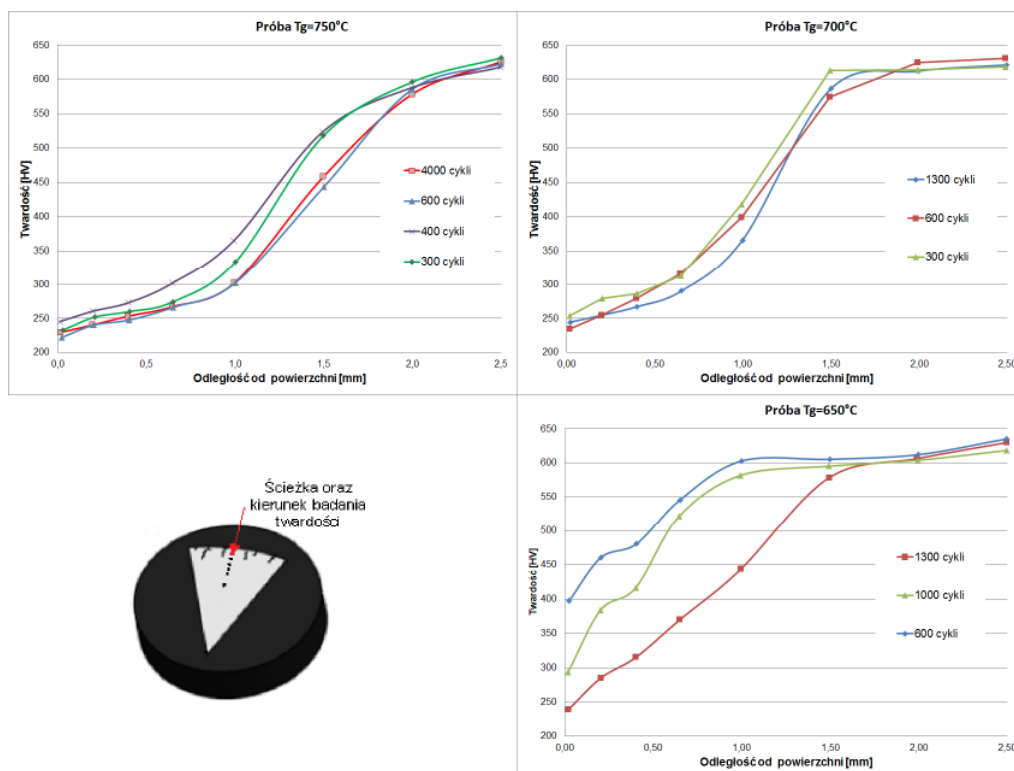 Próba Tg=750°C
Twardość [HV]
650
600
550
500
450
400
350
300
250
200
0,0
0,5
1,0
1,5
2,0
2,5
Odległość od powierzchni [mm]
4000 cykli
600 cykli
400 cykli
300 cykli
Próba Tg=700°C
Twardość [HV]
650
600
550
500
450
400
350
300
250
200
0,00
0,50
1,00
1,50
2,00
2,50
Odległość od powierzchni [mm]
1300 cykli
600 cykli
300 cykli
Ścieżka oraz
kierunek badania
twardości
Próba Tg=650°C
Twardość [HV]
650
600
550
500
450
400
350
300
250
200
0,00
0,50
1,00
1,50
2,00
2,50
Odległość od powierzchni [mm]
1300 cykli
1000 cykli
600 cykli